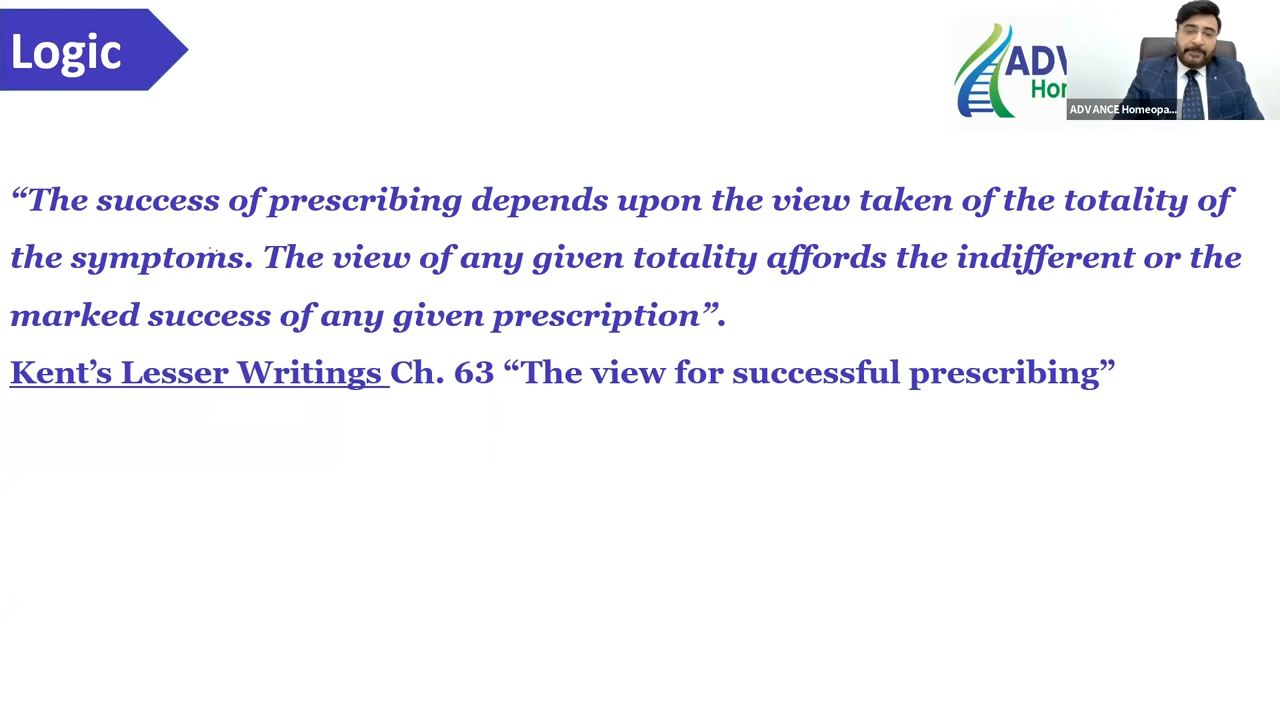 Logic
ADV
Hor
ADVANCE Homeopa...
“The success of prescribing depends upon the view taken of the totality of
the symptoms. The view of any given totality affords the indifferent or the
marked success of any given prescription”.
Kent’s Lesser Writings Ch. 63 “The view for successful prescribing”